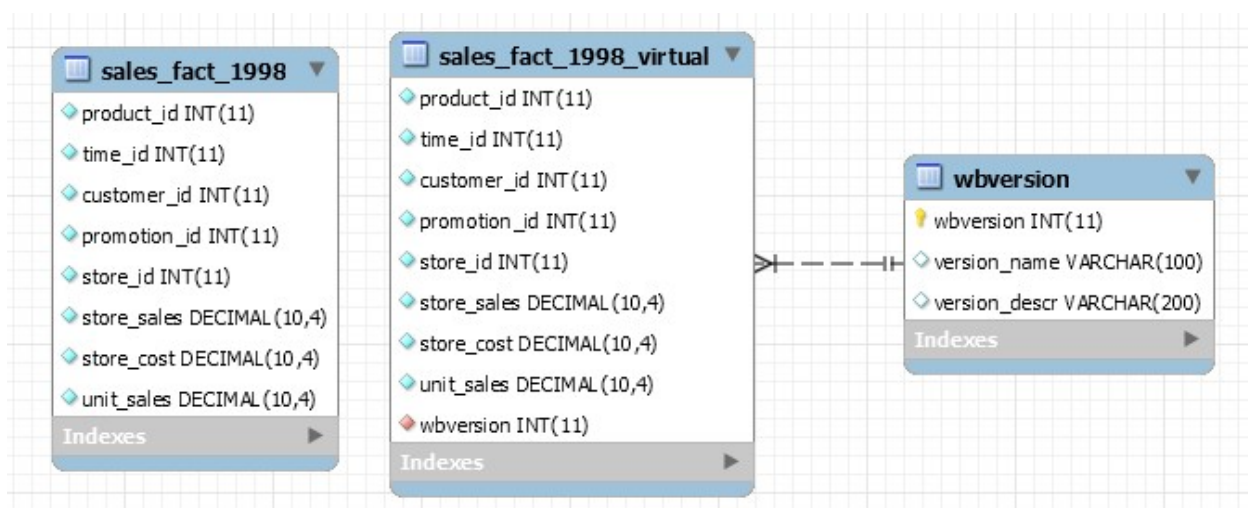 sales_fact_1998
product_id INT(11)
time_id INT(11)
customer_id INT(11)
promotion_id INT(11)
store_id INT(11)
store_sales DECIMAL(10,4)
store_cost DECIMAL(10,4)
unit_sales DECIMAL(10,4)
Indexes
sales_fact_1998_virtual
product_id INT(11)
time_id INT(11)
customer_id INT(11)
promotion_id INT(11)
store_id INT(11)
store_sales DECIMAL(10,4)
store_cost DECIMAL(10,4)
unit_sales DECIMAL(10,4)
wbversion INT(11)
Indexes
wbversion
wbversion INT(11)
version_name VARCHAR(100)
version_descr VARCHAR(200)
Indexes